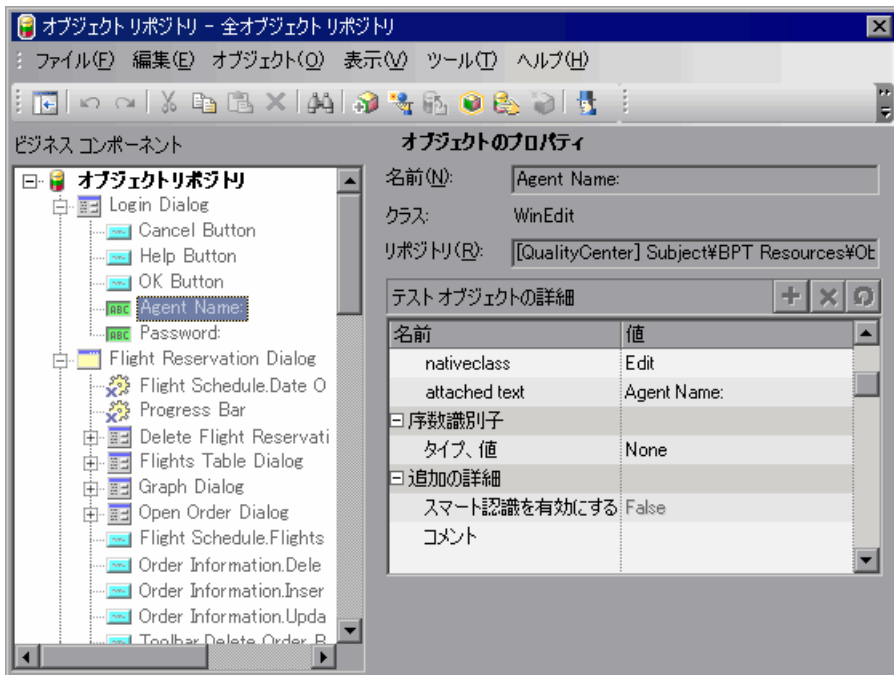 オブジェクト リポジトリ - 全オブジェクト リポジトリ
ファイル(F) 編集(E) オブジェクト(O) 表示(V) ツール(T) ヘルプ(H)
ビジネス コンポーネント
オブジェクトリポジトリ
Login Dialog
Cancel Button
Help Button
OK Button
ABC Agent Name:
ABC Password:
Flight Reservation Dialog
Flight Schedule.Date O
Progress Bar
Delete Flight Reservati
Flights Table Dialog
Graph Dialog
Open Order Dialog
Flight Schedule.Flights
Order Information.Dele
Order Information.Inser
Order Information.Upda
Toolbar.Delete Order B
オブジェクトのプロパティ
名前(N): Agent Name:
クラス: WinEdit
リポジトリ(R): [QualityCenter] Subject¥BPT Resources¥Ob
テスト オブジェクトの詳細
名前 値
nativeclass Edit
attached text Agent Name:
序数識別子
タイプ、値 None
追加の詳細
スマート認識を有効にする False
コメント